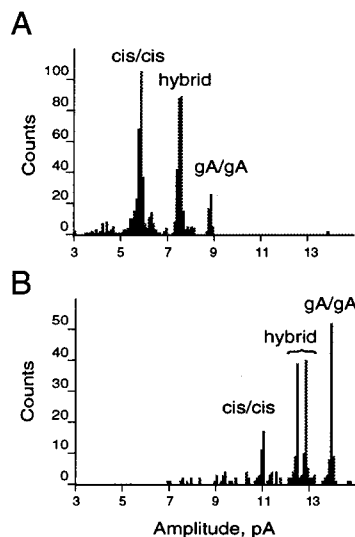 A
cis/cis
hybrid
gA/gA
Counts
100
80
60
40
20
0
3 5 7 9 11 13
B
gA/gA
hybrid
cis/cis
Counts
50
40
30
20
10
0
3 5 7 9 11 13
Amplitude, pA